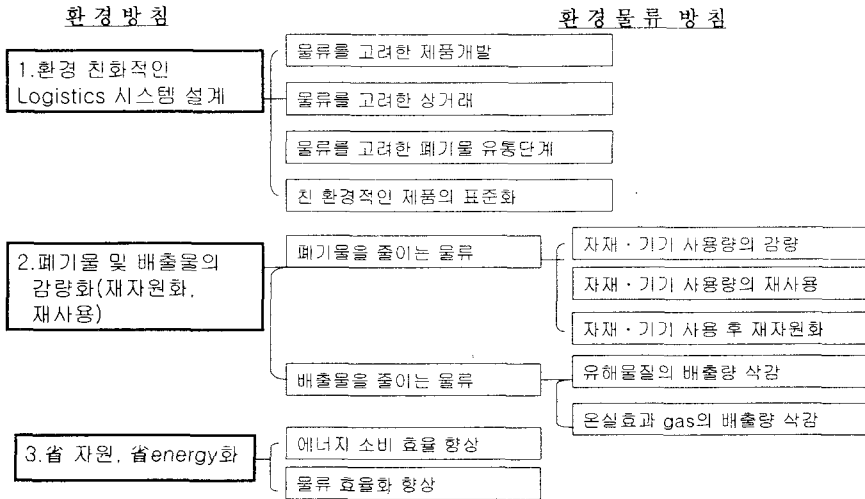 환경방침
환경물류 방침
1.환경 친화적인
Logistics 시스템 설계
물류를 고려한 제품개발
물류를 고려한 상거래
물류를 고려한 폐기물 유통단계
친 환경적인 제품의 표준화
2.폐기물 및 배출물의
감량화(재자원화,
재사용)
폐기물을 줄이는 물류
자재·기기 사용량의 감량
자재·기기 사용량의 재사용
자재·기기 사용 후 재자원화
배출물을 줄이는 물류
유해물질의 배출량 삭감
온실효과 gas의 배출량 삭감
3.省 자원, 省energy화
에너지 소비 효율 향상
물류 효율화 향상